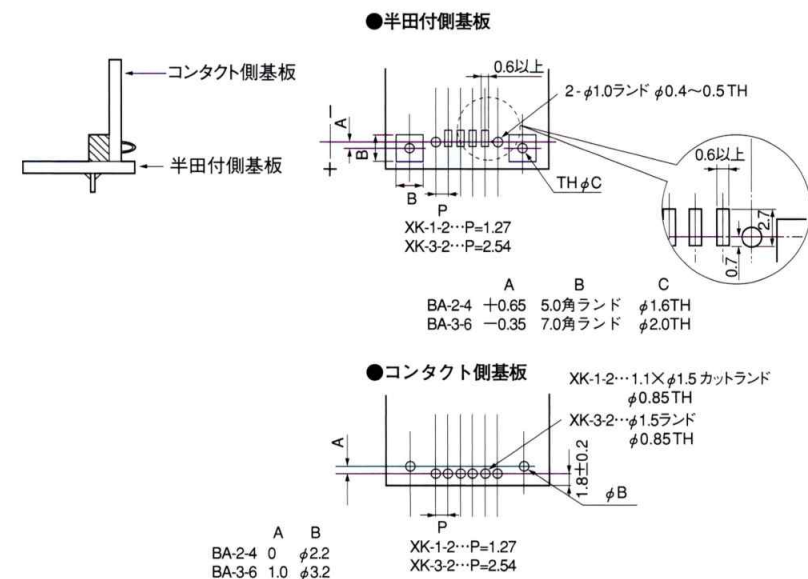 ●半田付側基板
コンタクト側基板
半田付側基板
0.6以上
2-φ1.0ランド φ0.4～0.5TH
A
B
－
＋
B
P
THφC
XK-1-2…P=1.27
XK-3-2…P=2.54
0.6以上
2.7
0.7
A B C
BA-2-4 ＋0.65 5.0角ランド φ1.6TH
BA-3-6 －0.35 7.0角ランド φ2.0TH
●コンタクト側基板
XK-1-2…1.1×φ1.5カットランド
φ0.85TH
XK-3-2…φ1.5ランド
φ0.85TH
A
1.8±0.2
φB
P
XK-1-2…P=1.27
XK-3-2…P=2.54
A B
BA-2-4 0 φ2.2
BA-3-6 1.0 φ3.2